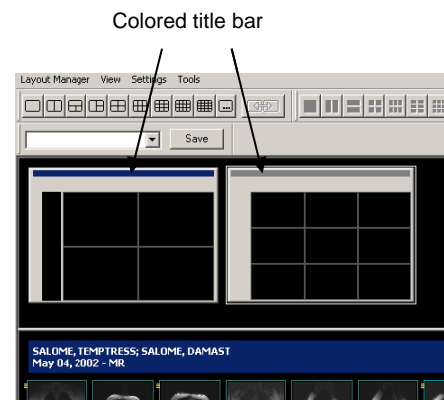 Colored title bar
Layout Manager View Settings Tools
...
Save
SALOME, TEMPTRESS; SALOME, DAMAST
May 04, 2002 - MR